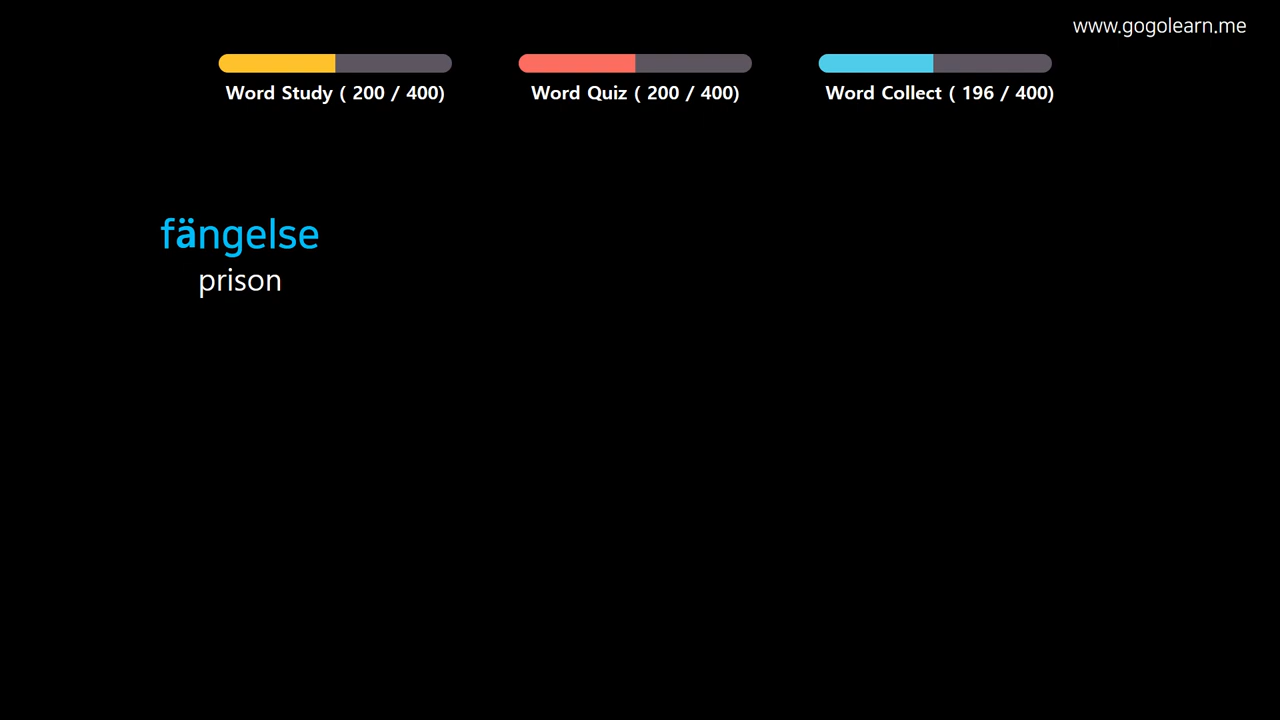 www.gogolearn.me
Word Study ( 200 / 400)
Word Quiz ( 200 / 400)
Word Collect ( 196 / 400)
fängelse
prison